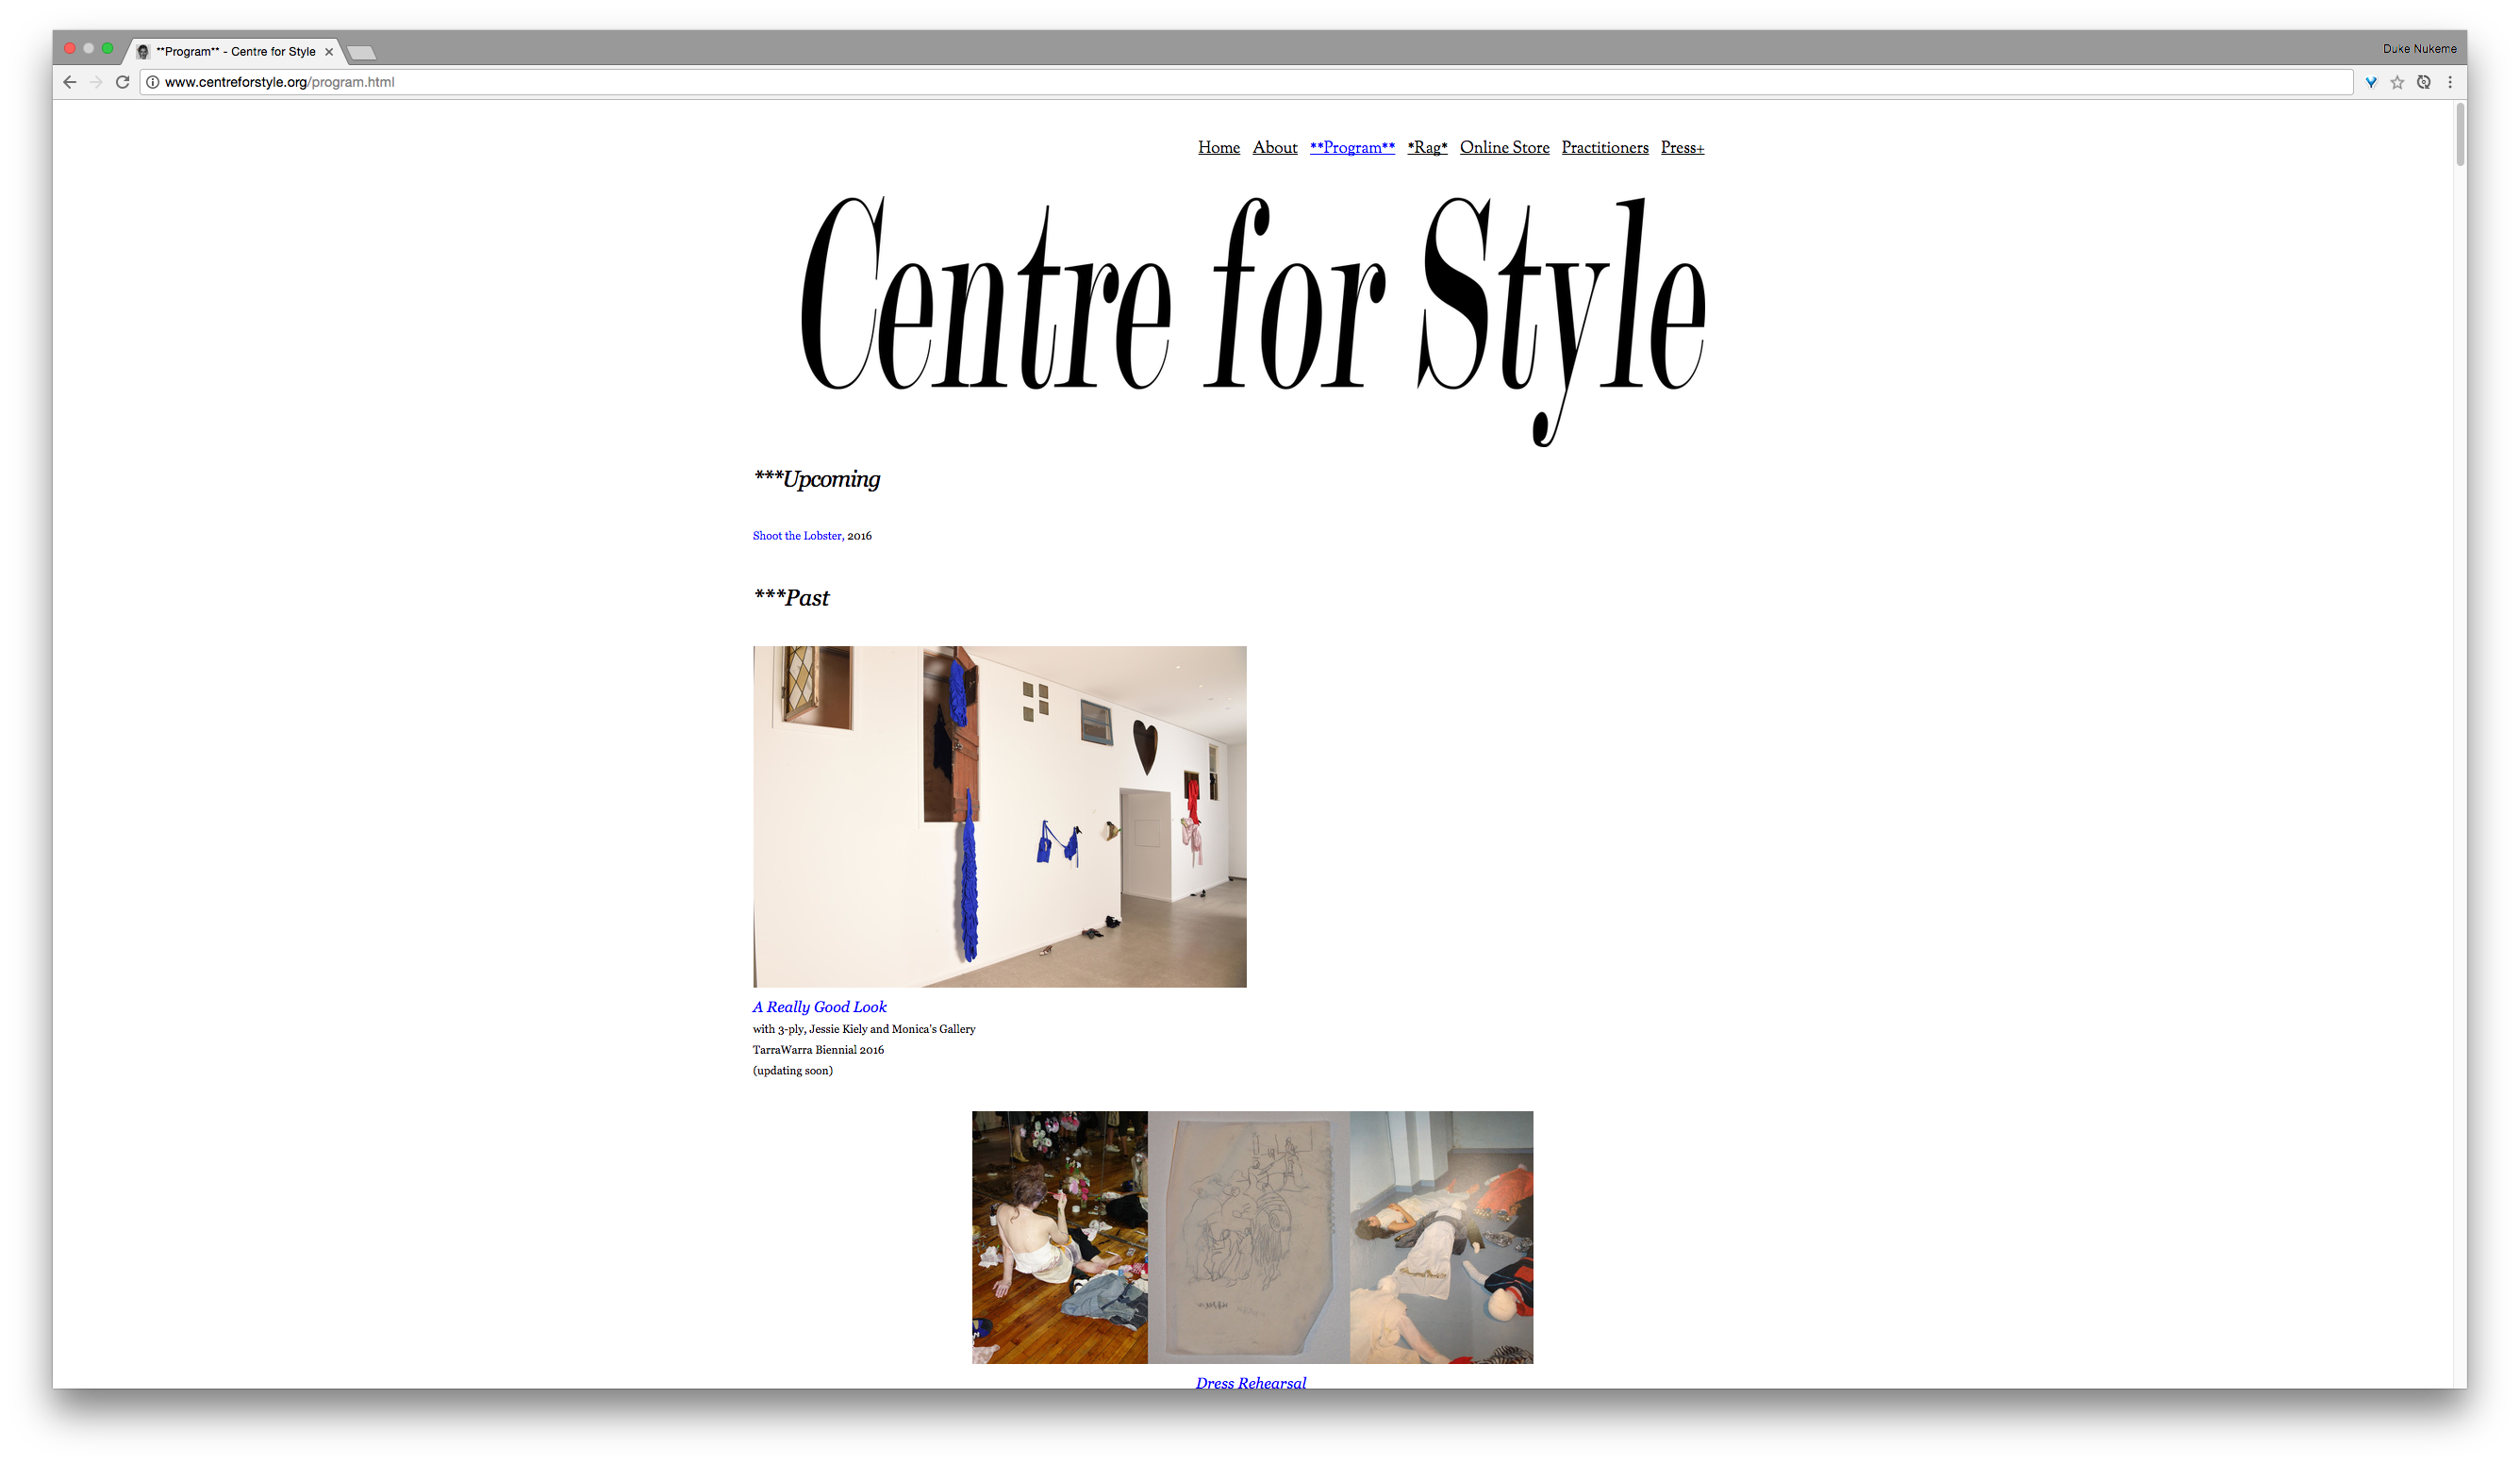 **Program** - Centre for Style
Duke Nukeme
www.centreforstyle.org/program.html
Home About **Program** *Rag* Online Store Practitioners Press+
Centre for Style
***Upcoming
Shoot the Lobster, 2016
***Past
A Really Good Look
with 3-ply, Jessie Kiely and Monica's Gallery
TarraWarra Biennial 2016
(updating soon)
Dress Rehearsal